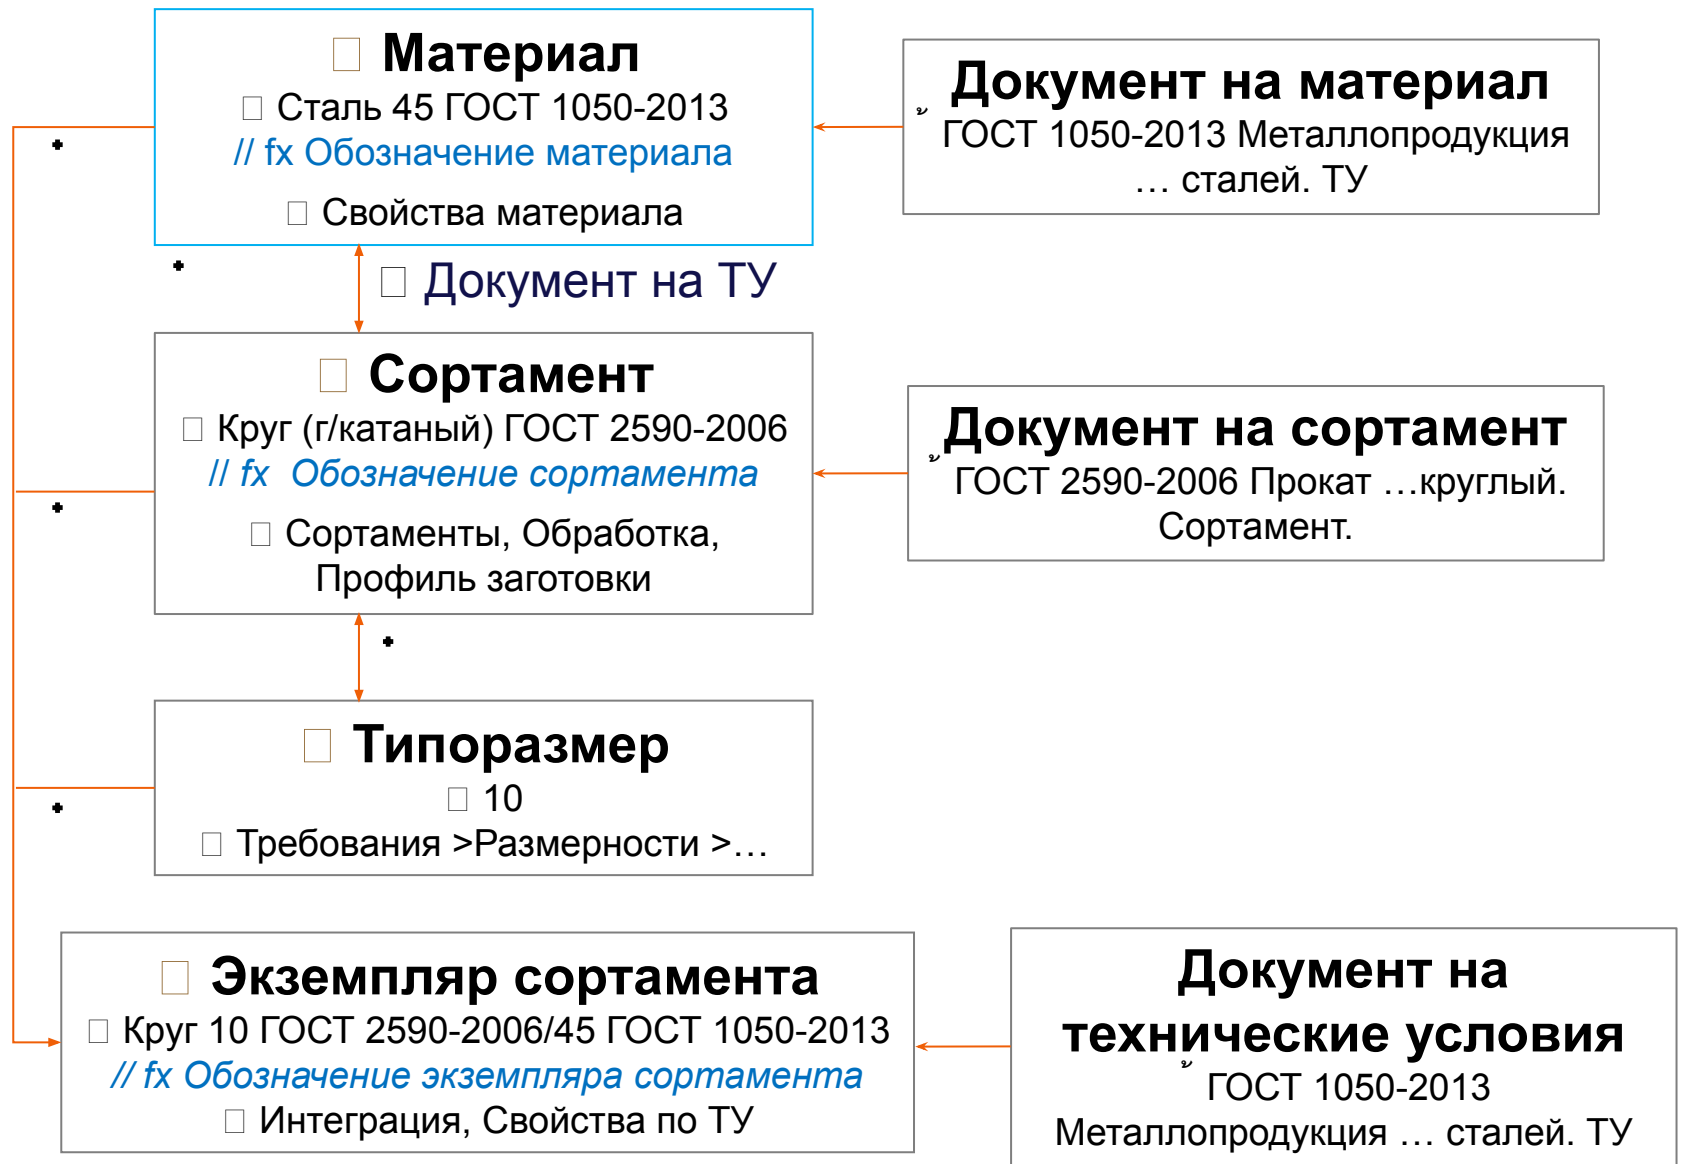 Материал
Сталь 45 ГОСТ 1050-2013
// fx Обозначение материала
Свойства материала
Документ на материал
ГОСТ 1050-2013 Металлопродукция
… сталей. ТУ
Документ на ТУ
Сортамент
Круг (г/катаный) ГОСТ 2590-2006
// fx Обозначение сортамента
Сортаменты, Обработка,
Профиль заготовки
Документ на сортамент
ГОСТ 2590-2006 Прокат …круглый.
Сортамент.
Типоразмер
10
Требования >Размерности >…
Экземпляр сортамента
Круг 10 ГОСТ 2590-2006/45 ГОСТ 1050-2013
// fx Обозначение экземпляра сортамента
Интеграция, Свойства по ТУ
Документ на
технические условия
ГОСТ 1050-2013
Металлопродукция … сталей. ТУ